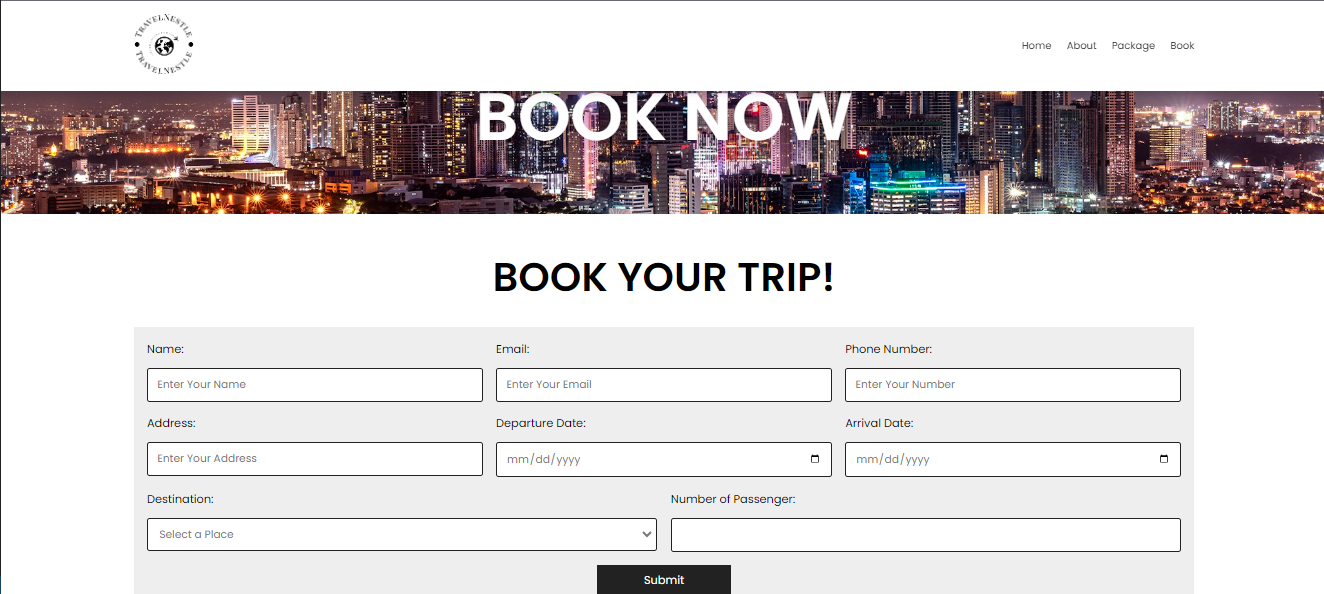 TRAVELNESTLE
TRAVELNESTLE
Home About Package Book
BOOK NOW
BOOK YOUR TRIP!
Name: Email: Phone Number:
Enter Your Name Enter Your Email Enter Your Number
Address: Departure Date: Arrival Date:
Enter Your Address mm/dd/yyyy mm/dd/yyyy
Destination: Number of Passenger:
Select a Place
Submit